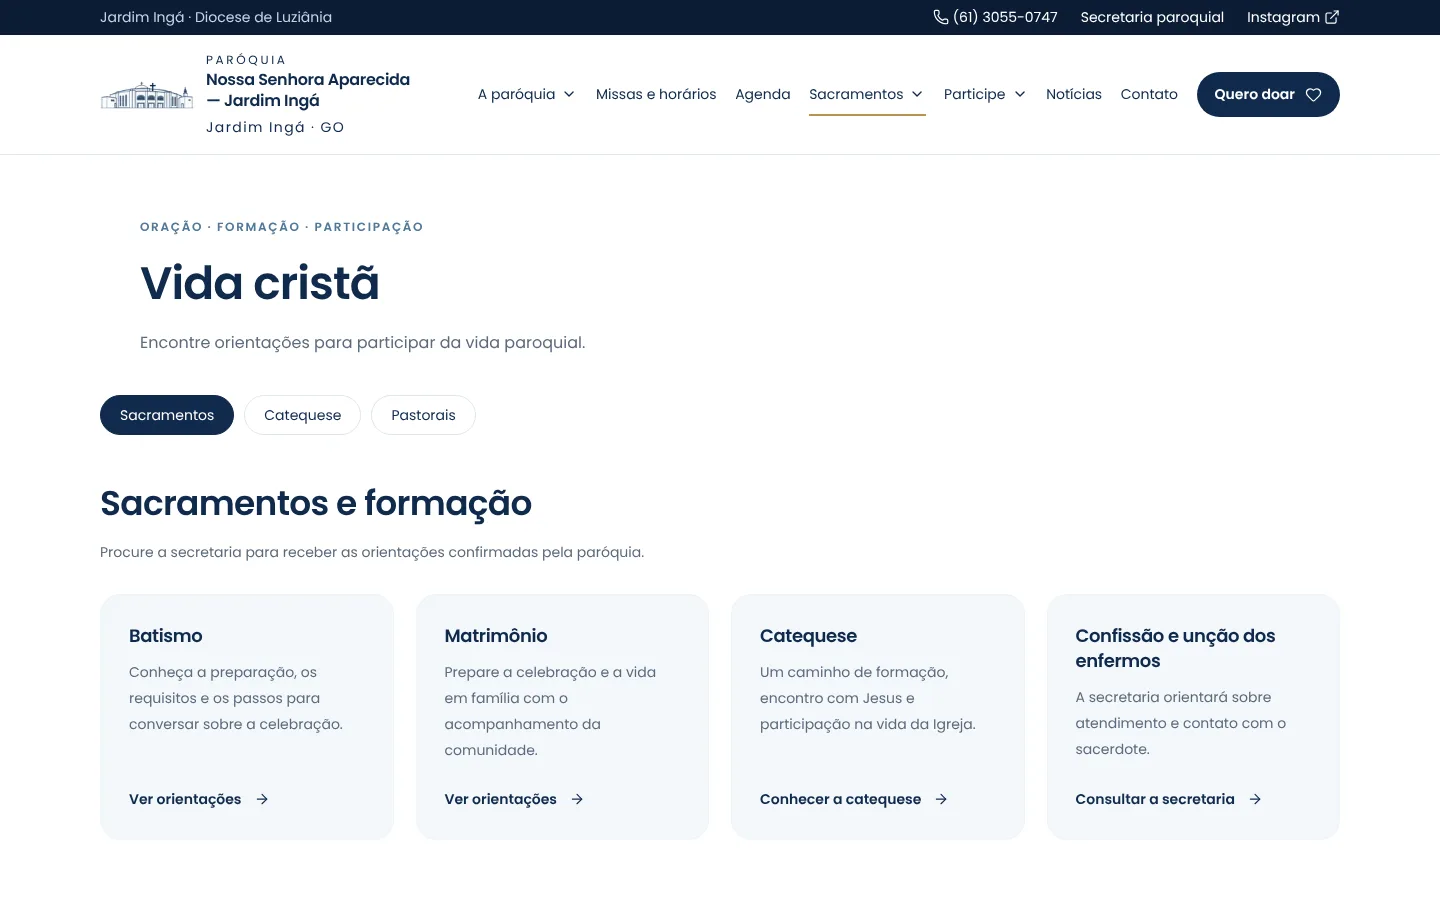 Jardim Ingá · Diocese de Luziânia
(61) 3055-0747
Secretaria paroquial
Instagram
PARÓQUIA
Nossa Senhora Aparecida
— Jardim Ingá
Jardim Ingá · GO
A paróquia
Missas e horários
Agenda
Sacramentos
Participe
Notícias
Contato
Quero doar
ORAÇÃO · FORMAÇÃO · PARTICIPAÇÃO
Vida cristã
Encontre orientações para participar da vida paroquial.
Sacramentos
Catequese
Pastorais
Sacramentos e formação
Procure a secretaria para receber as orientações confirmadas pela paróquia.
Batismo
Conheça a preparação, os
requisitos e os passos para
conversar sobre a celebração.
Ver orientações
Matrimônio
Prepare a celebração e a vida
em família com o
acompanhamento da
comunidade.
Ver orientações
Catequese
Um caminho de formação,
encontro com Jesus e
participação na vida da Igreja.
Conhecer a catequese
Confissão e unção dos
enfermos
A secretaria orientará sobre
atendimento e contato com o
sacerdote.
Consultar a secretaria